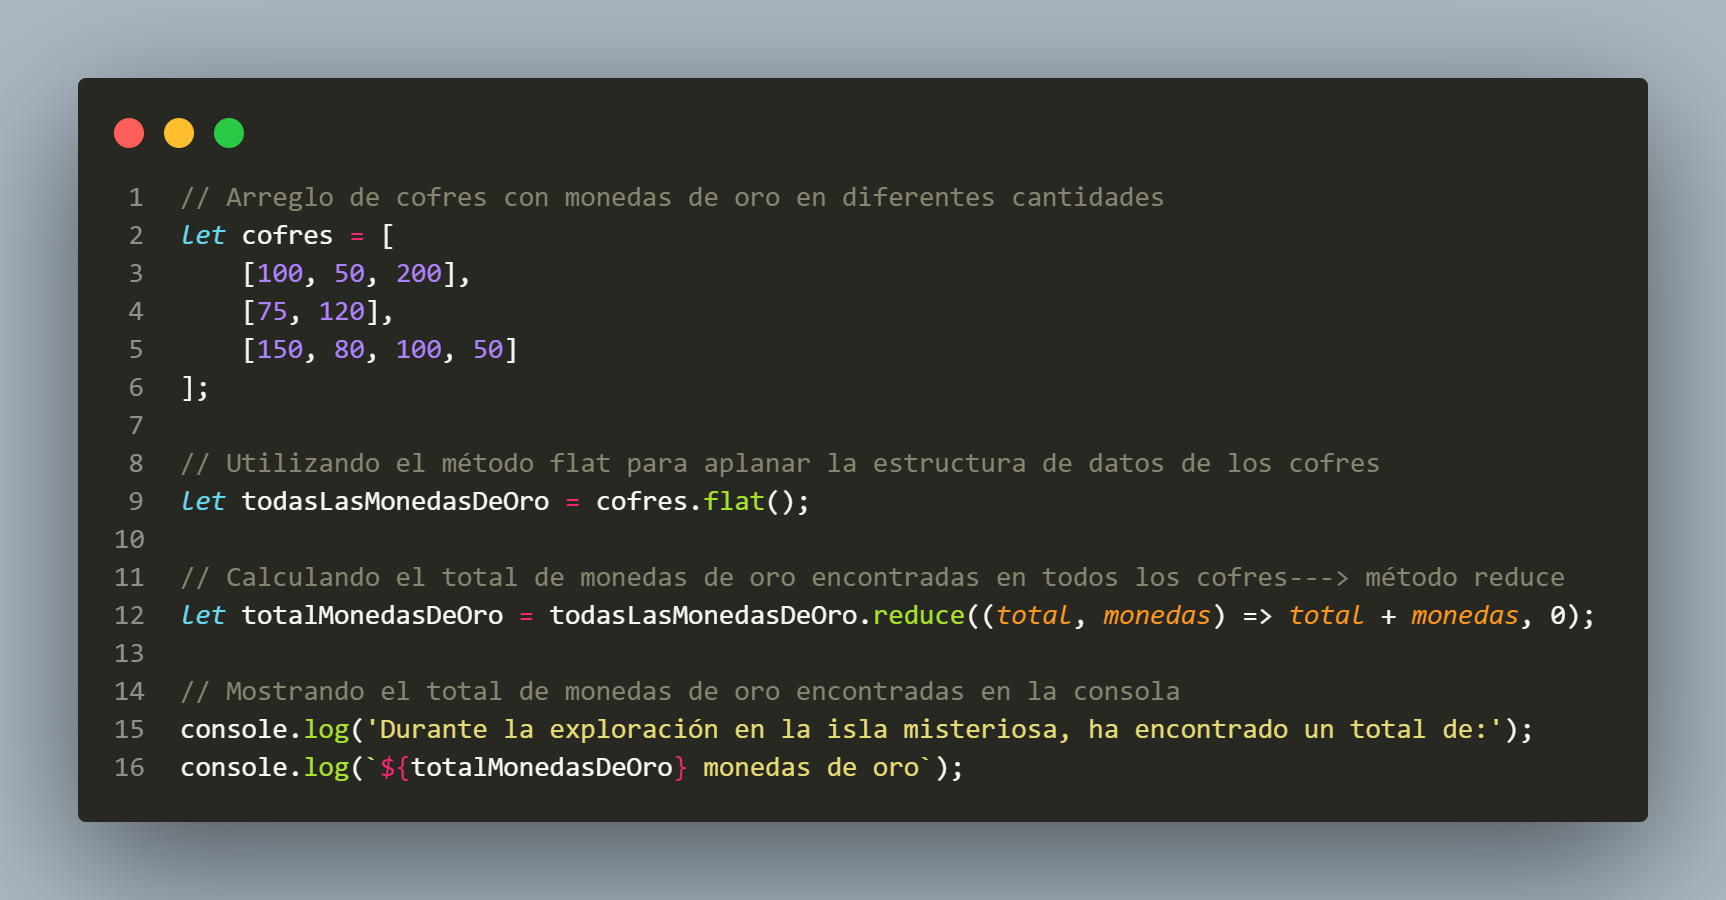 1 // Arreglo de cofres con monedas de oro en diferentes cantidades
2 let cofres = [
3     [100, 50, 200],
4     [75, 120],
5     [150, 80, 100, 50]
6 ];
7
8 // Utilizando el método flat para aplanar la estructura de datos de los cofres
9 let todasLasMonedasDeOro = cofres.flat();
10
11 // Calculando el total de monedas de oro encontradas en todos los cofres---> método reduce
12 let totalMonedasDeOro = todasLasMonedasDeOro.reduce((total, monedas) => total + monedas, 0);
13
14 // Mostrando el total de monedas de oro encontradas en la consola
15 console.log('Durante la exploración en la isla misteriosa, ha encontrado un total de:');
16 console.log(`${totalMonedasDeOro} monedas de oro`);